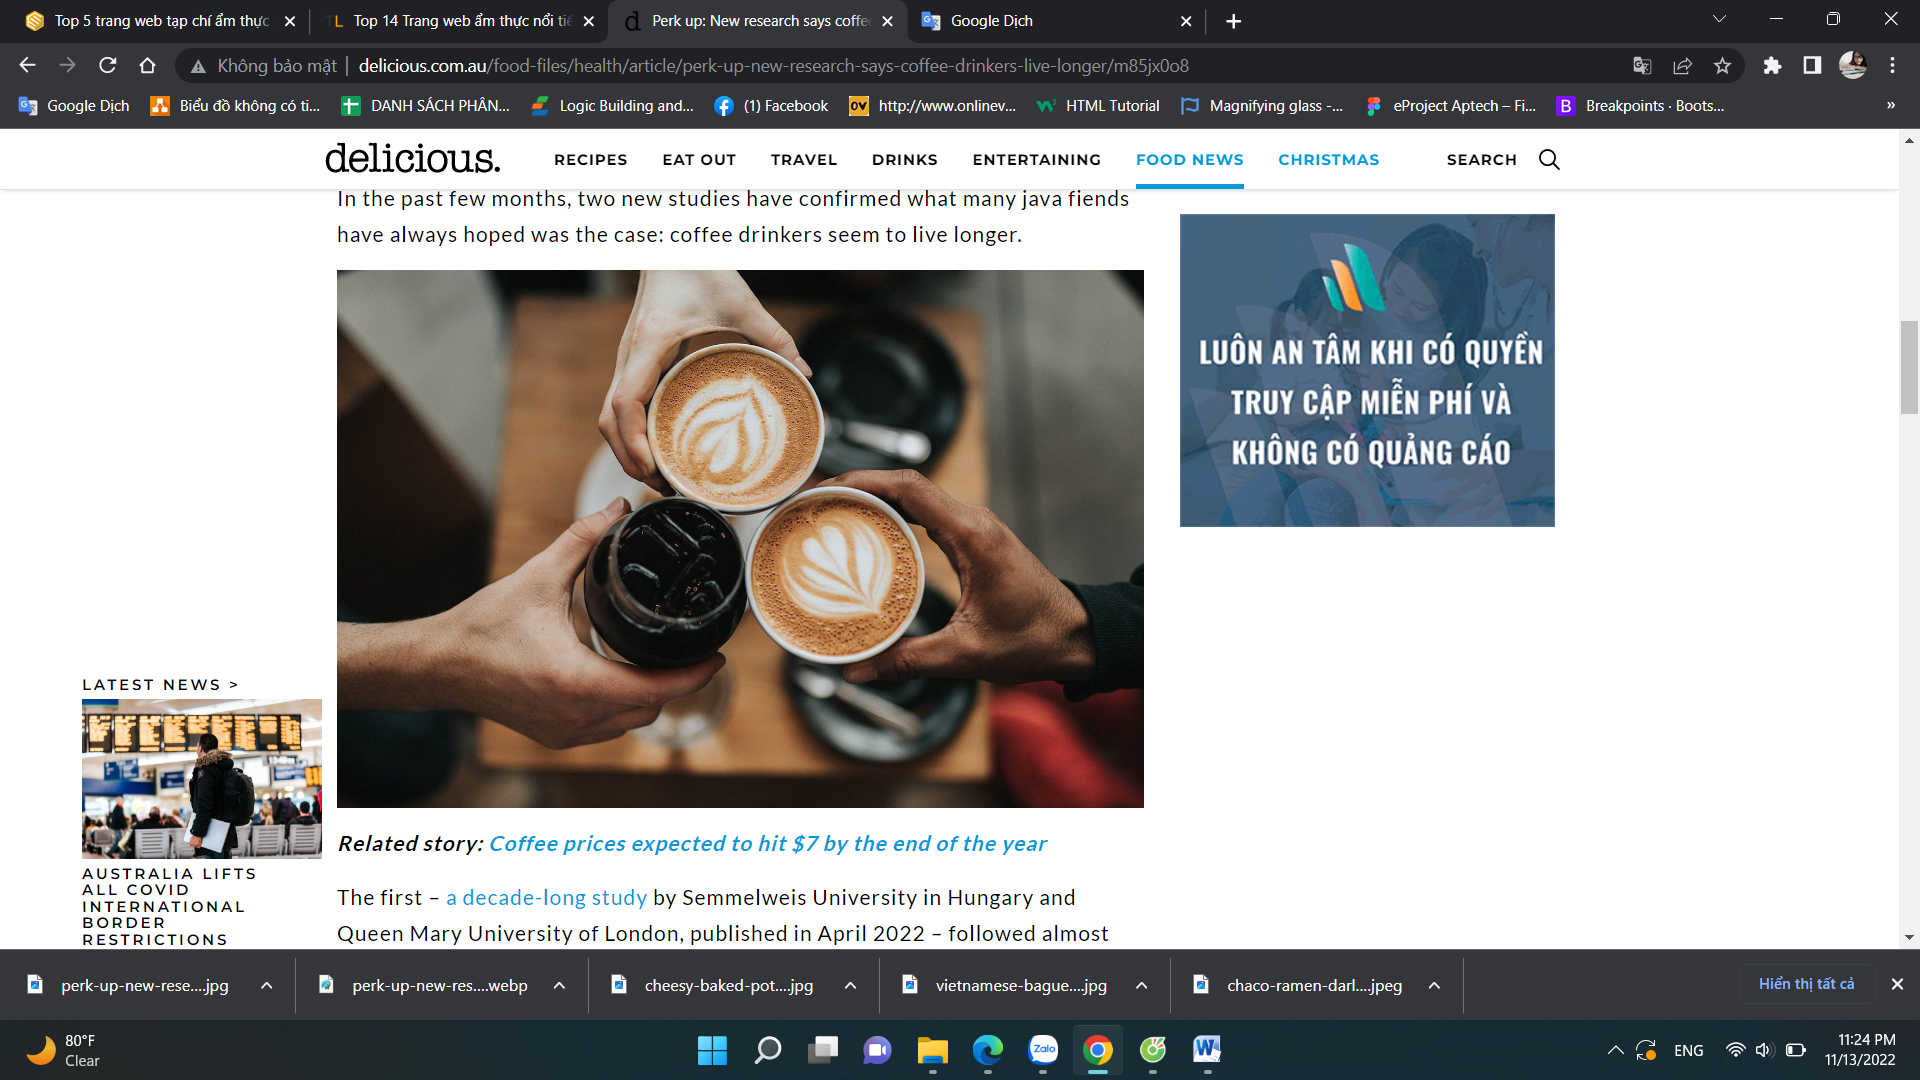 Top 5 trang web tạp chí ẩm thực
Top 14 Trang web ẩm thực nổi ti
Perk up: New research says coffe
Google Dịch
Không bảo mật
delicious.com.au/food-files/health/article/perk-up-new-research-says-coffee-drinkers-live-longer/m85jx0o8
Google Dịch
Biểu đồ không có ti...
DANH SÁCH PHÂN...
Logic Building and...
(1) Facebook
http://www.onlinev...
HTML Tutorial
Magnifying glass -...
eProject Aptech – Fi...
Breakpoints · Boots...
»
delicious.
RECIPES
EAT OUT
TRAVEL
DRINKS
ENTERTAINING
FOOD NEWS
CHRISTMAS
SEARCH
In the past few months, two new studies have confirmed what many java fiends
have always hoped was the case: coffee drinkers seem to live longer.
LUÔN AN TÂM KHI CÓ QUYỀN
TRUY CẬP MIỄN PHÍ VÀ
KHÔNG CÓ QUẢNG CÁO
LATEST NEWS >
AUSTRALIA LIFTS
ALL COVID
INTERNATIONAL
BORDER
RESTRICTIONS
Related story: Coffee prices expected to hit $7 by the end of the year
The first – a decade-long study by Semmelweis University in Hungary and
Queen Mary University of London, published in April 2022 – followed almost
perk-up-new-rese....jpg
perk-up-new-res....webp
cheesy-baked-pot....jpg
vietnamese-bague....jpg
chaco-ramen-darl....jpeg
Hiển thị tất cả
80°F
Clear
Zalo
ENG
11:24 PM
11/13/2022